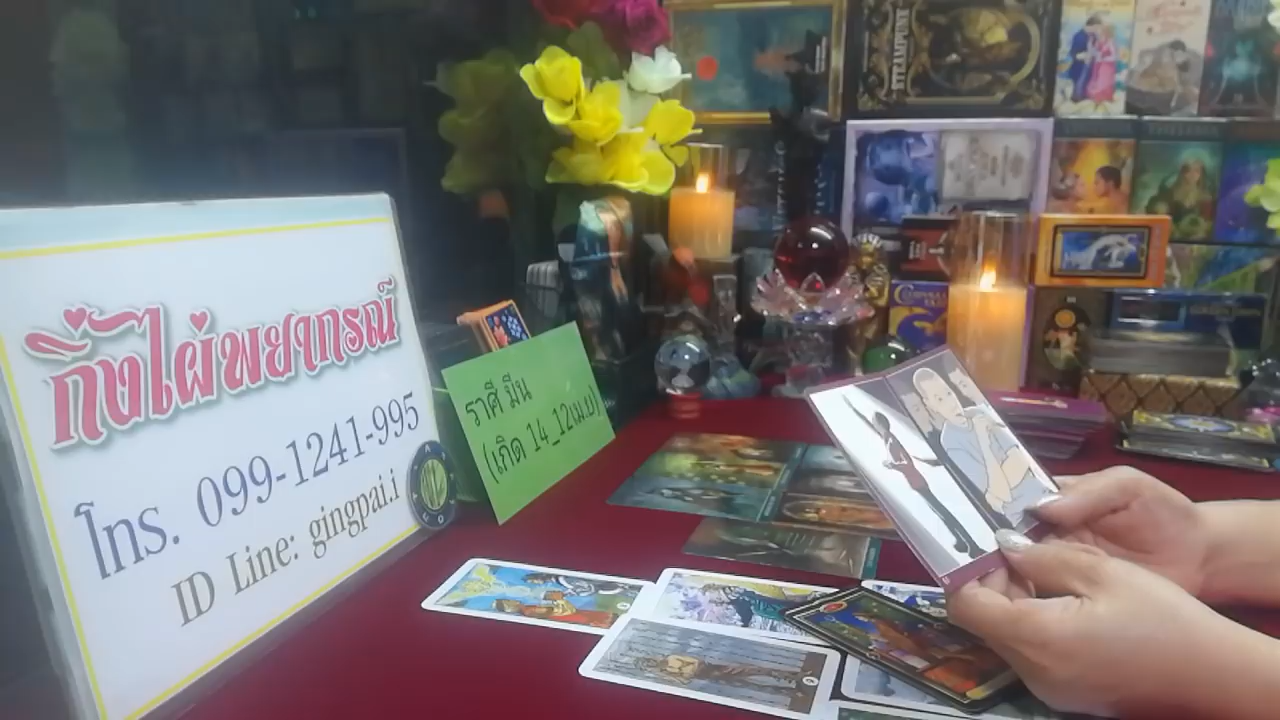 กิ่งไผ่พยากรณ์
โทร. 099-1241-995
ID Line: gingpai.i
ราศี มีน
(เกิด 14_12เม.ย)
STEAMPUNK